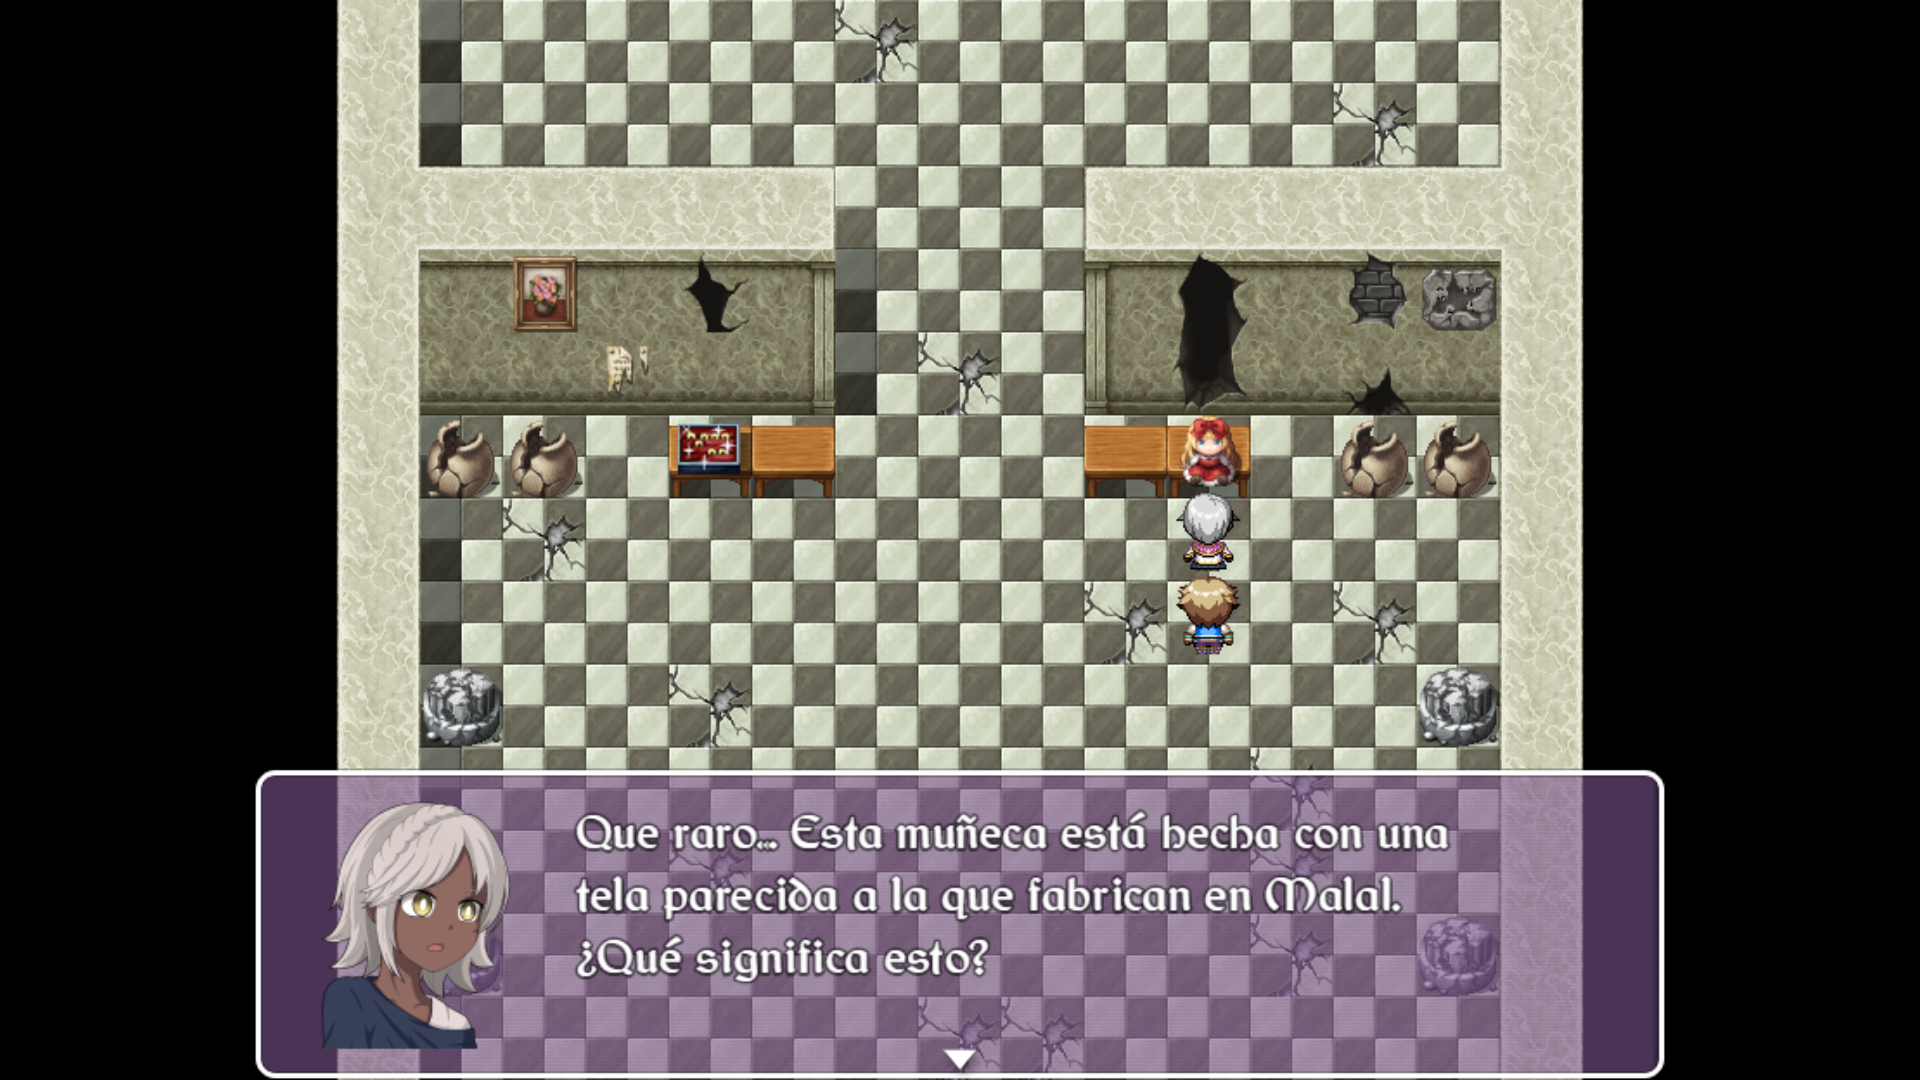 Que raro... Esta muñeca está hecha con una
tela parecida a la que fabrican en Malal.
¿Qué significa esto?